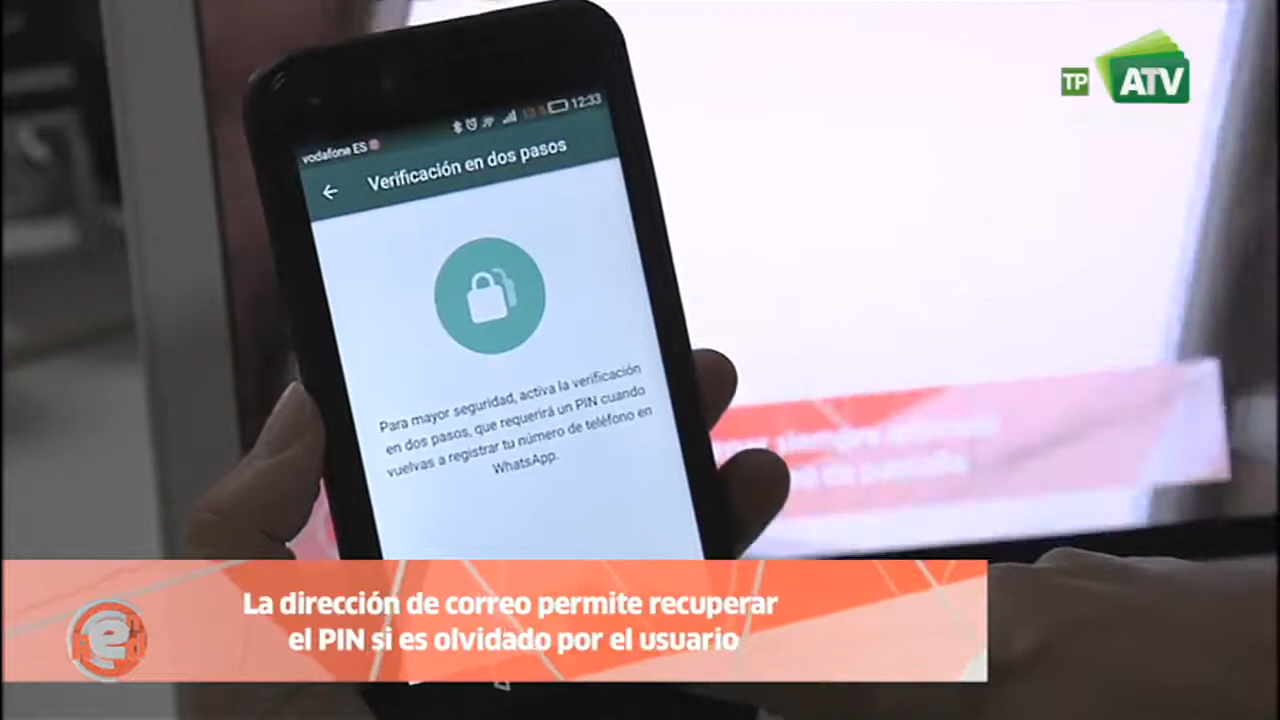 TP ATV
vodafone ES
12:33
Verificación en dos pasos
Para mayor seguridad, activa la verificación
en dos pasos, que requerirá un PIN cuando
vuelvas a registrar tu número de teléfono en
WhatsApp.
La dirección de correo permite recuperar
el PIN si es olvidado por el usuario